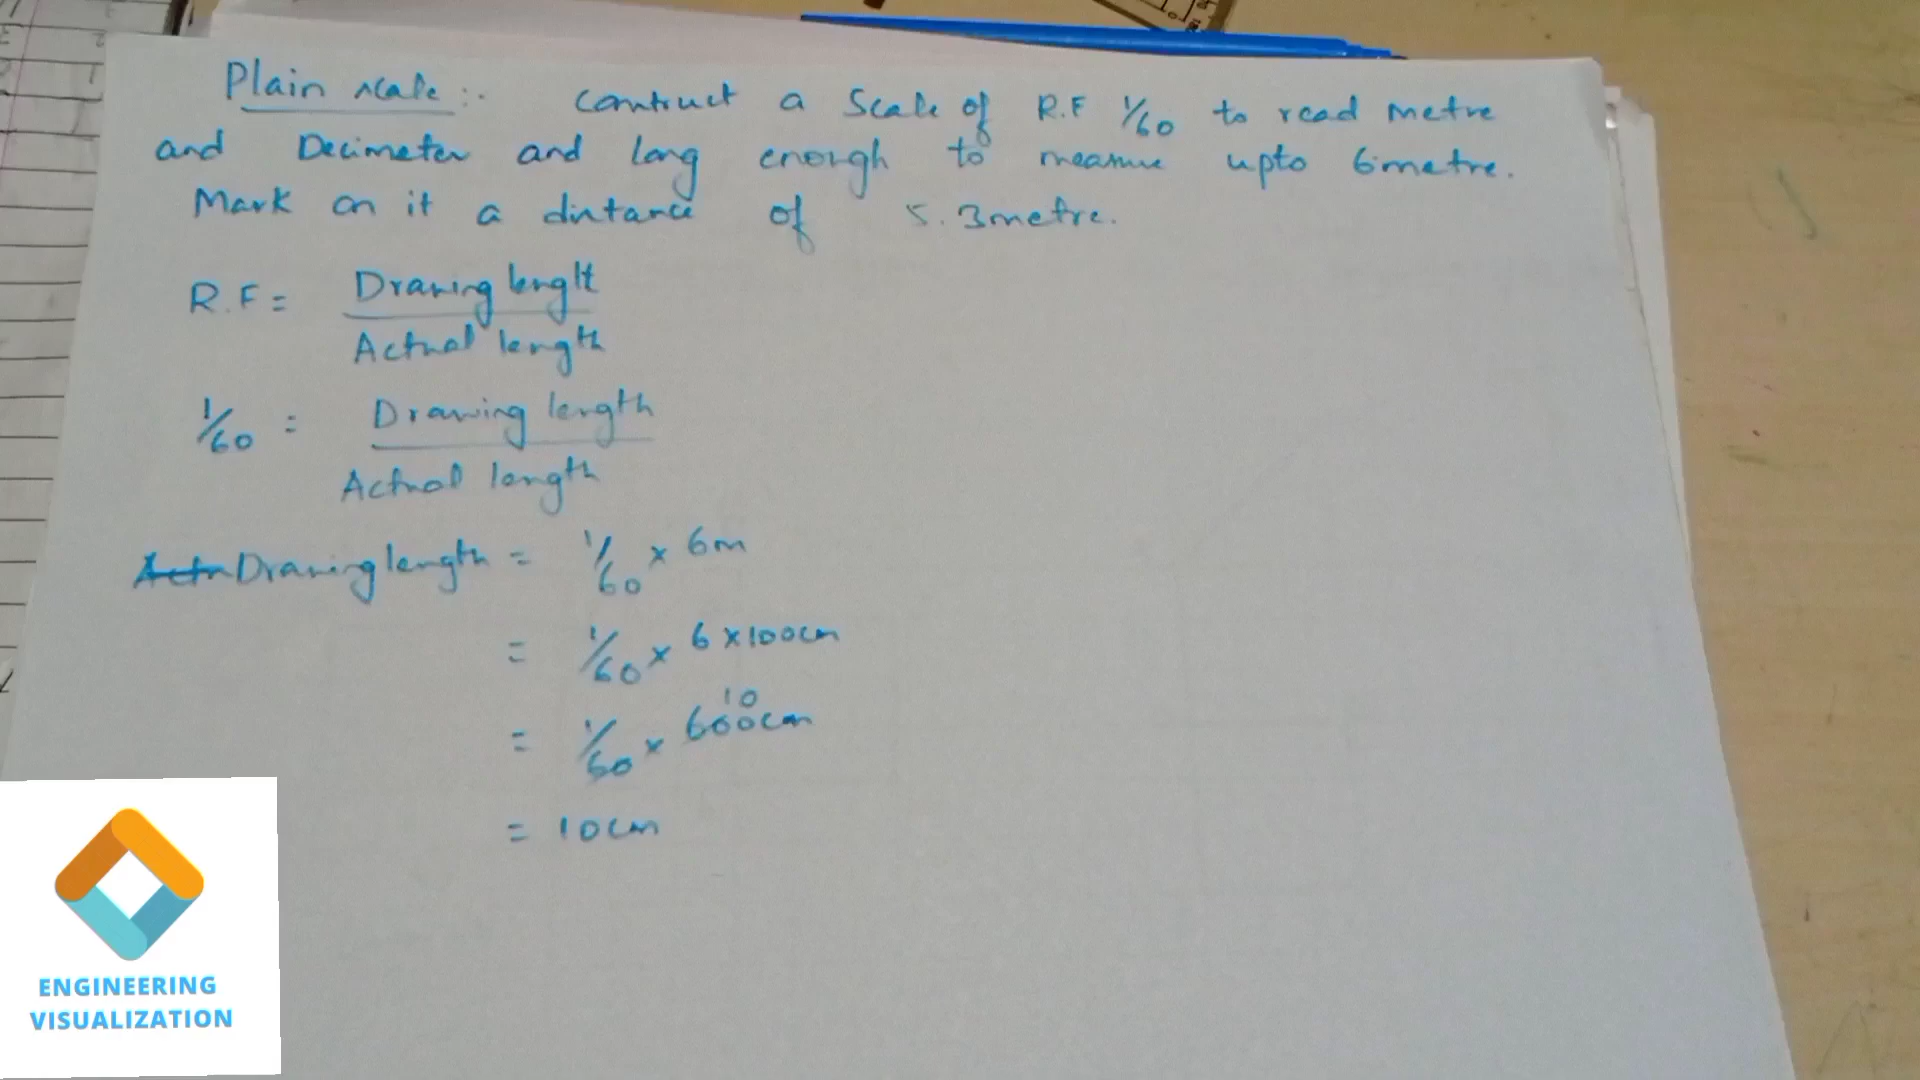 Plain scale :- Construct a Scale of R.F 1/60 to read metre
and Decimeter and long enough to measure upto 6metre.
Mark on it a distance of 5.3metre.
R.F = Drawing length
Actual length
1/60 = Drawing length
Actual length
Drawing length = 1/60 × 6m
= 1/60 × 6 × 100cm
10
= 1/60 × 600cm
= 10cm
ENGINEERING
VISUALIZATION